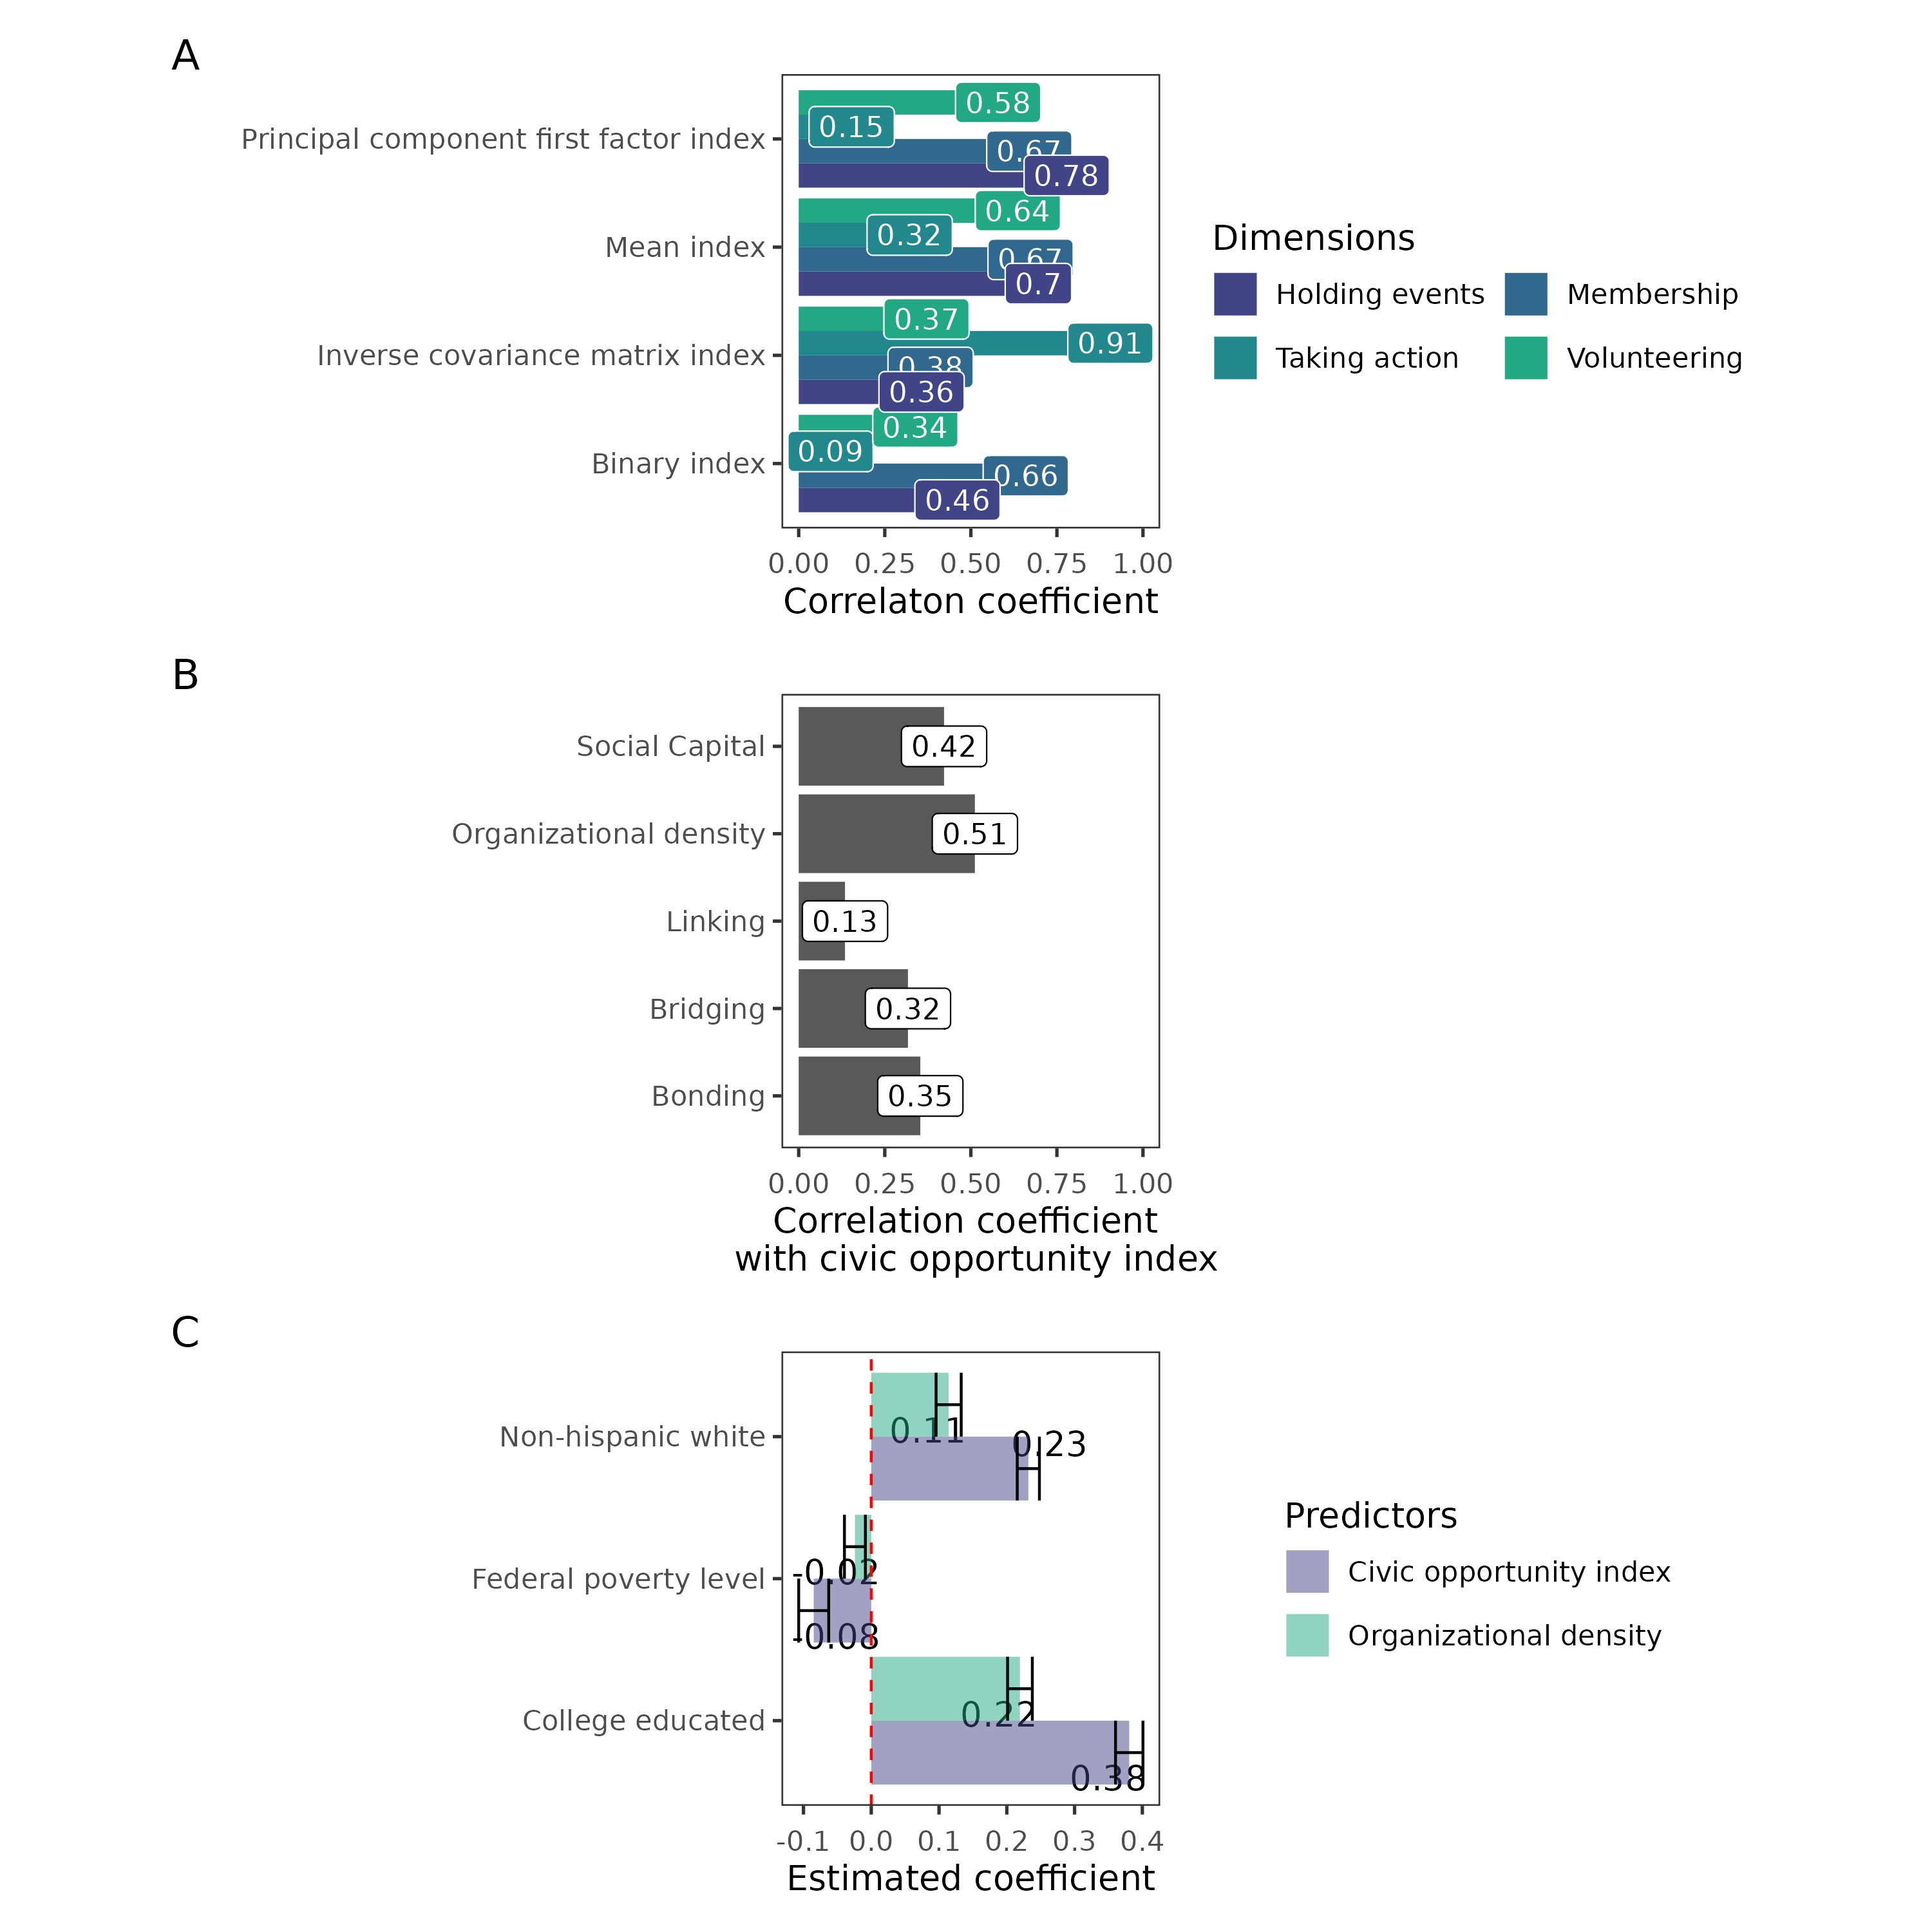 A
Principal component first factor index
0.58
0.15
0.67
0.78
Mean index
0.64
0.32
0.67
0.7
Inverse covariance matrix index
0.37
0.91
0.38
0.36
Binary index
0.34
0.09
0.66
0.46
0.00 0.25 0.50 0.75 1.00
Correlaton coefficient
Dimensions
Holding events Membership
Taking action Volunteering
B
Social Capital 0.42
Organizational density 0.51
Linking 0.13
Bridging 0.32
Bonding 0.35
0.00 0.25 0.50 0.75 1.00
Correlation coefficient
with civic opportunity index
C
Non-hispanic white
0.11
0.23
Federal poverty level
-0.02
-0.08
College educated
0.22
0.38
-0.1 0.0 0.1 0.2 0.3 0.4
Estimated coefficient
Predictors
Civic opportunity index
Organizational density